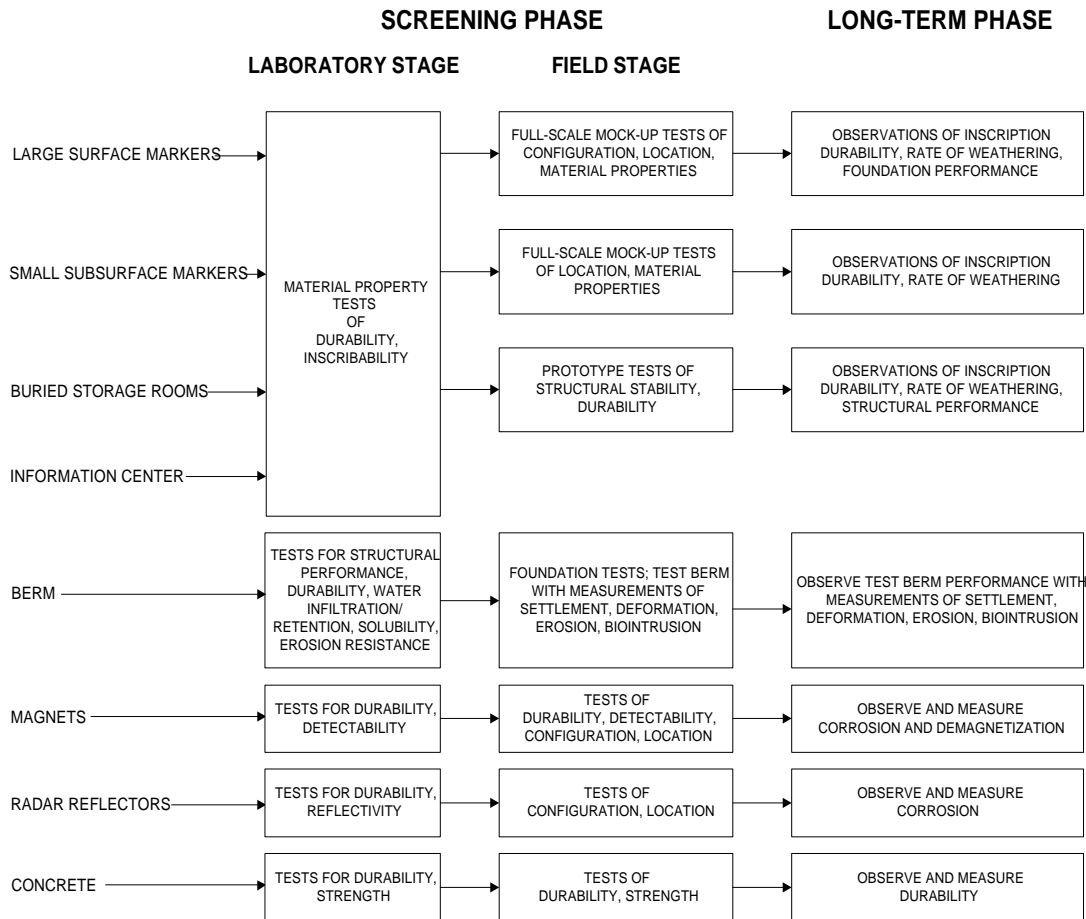 SCREENING PHASE
LONG-TERM PHASE
LABORATORY STAGE
FIELD STAGE
LARGE SURFACE MARKERS
SMALL SUBSURFACE MARKERS
BURIED STORAGE ROOMS
INFORMATION CENTER
MATERIAL PROPERTY
TESTS
OF
DURABILITY,
INSCRIBABILITY
FULL-SCALE MOCK-UP TESTS OF
CONFIGURATION, LOCATION,
MATERIAL PROPERTIES
OBSERVATIONS OF INSCRIPTION
DURABILITY, RATE OF WEATHERING,
FOUNDATION PERFORMANCE
FULL-SCALE MOCK-UP TESTS
OF LOCATION, MATERIAL
PROPERTIES
OBSERVATIONS OF INSCRIPTION
DURABILITY, RATE OF WEATHERING
PROTOTYPE TESTS OF
STRUCTURAL STABILITY,
DURABILITY
OBSERVATIONS OF INSCRIPTION
DURABILITY, RATE OF WEATHERING,
STRUCTURAL PERFORMANCE
BERM
TESTS FOR STRUCTURAL
PERFORMANCE,
DURABILITY, WATER
INFILTRATION/
RETENTION, SOLUBILITY,
EROSION RESISTANCE
FOUNDATION TESTS; TEST BERM
WITH MEASUREMENTS OF
SETTLEMENT, DEFORMATION,
EROSION, BIOINTRUSION
OBSERVE TEST BERM PERFORMANCE WITH
MEASUREMENTS OF SETTLEMENT,
DEFORMATION, EROSION, BIOINTRUSION
MAGNETS
TESTS FOR DURABILITY,
DETECTABILITY
TESTS OF
DURABILITY, DETECTABILITY,
CONFIGURATION, LOCATION
OBSERVE AND MEASURE
CORROSION AND DEMAGNETIZATION
RADAR REFLECTORS
TESTS FOR DURABILITY,
REFLECTIVITY
TESTS OF
CONFIGURATION, LOCATION
OBSERVE AND MEASURE
CORROSION
CONCRETE
TESTS FOR DURABILITY,
STRENGTH
TESTS OF
DURABILITY, STRENGTH
OBSERVE AND MEASURE
DURABILITY